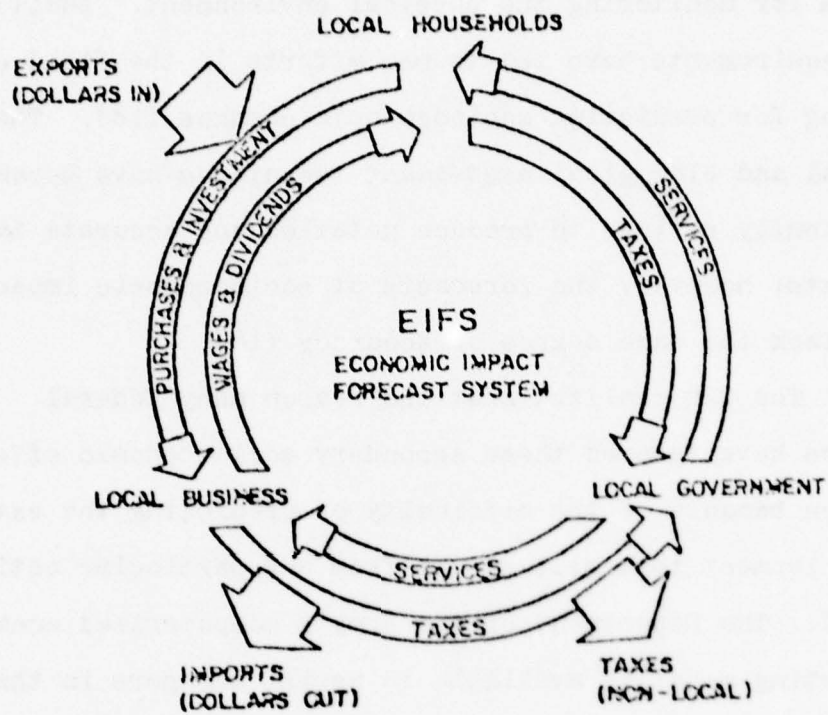 LOCAL HOUSEHOLDS
EXPORTS
(DOLLARS IN)
PURCHASES & INVESTMENT
WAGES & DIVIDENDS
TAXES
SERVICES
EIFS
ECONOMIC IMPACT
FORECAST SYSTEM
LOCAL BUSINESS
LOCAL GOVERNMENT
SERVICES
TAXES
IMPORTS
(DOLLARS OUT)
TAXES
(NON-LOCAL)